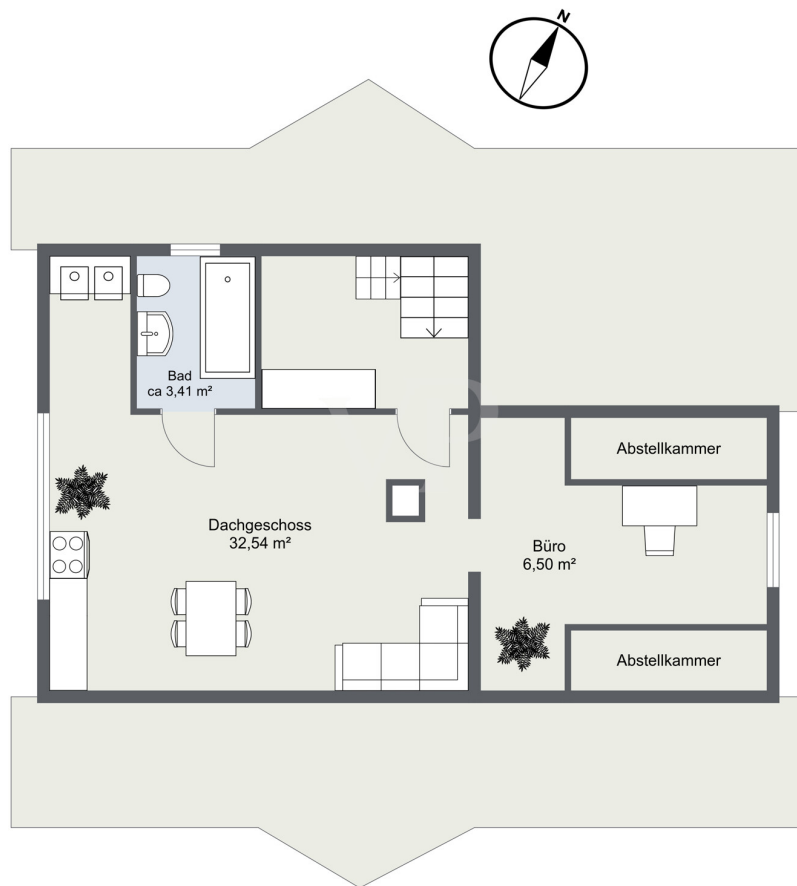 N
Bad
ca 3,41 m²
Abstellkammer
Dachgeschoss
32,54 m²
Büro
6,50 m²
Abstellkammer